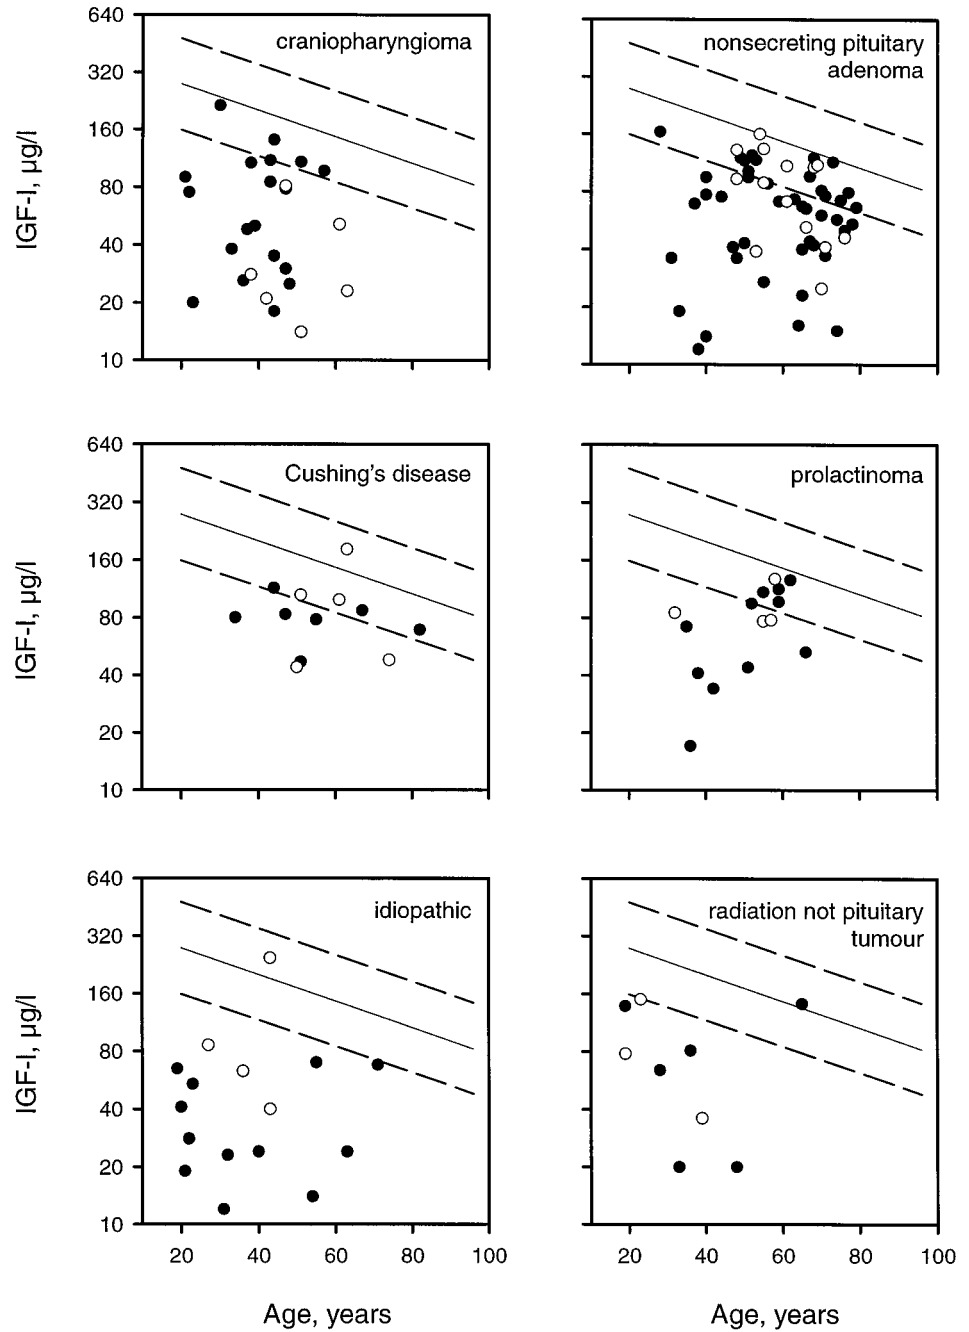 640
320
160
80
40
20
10
IGF-I, µg/l
craniopharyngioma
nonsecreting pituitary
adenoma
640
320
160
80
40
20
10
IGF-I, µg/l
Cushing's disease
prolactinoma
640
320
160
80
40
20
10
IGF-I, µg/l
idiopathic
radiation not pituitary
tumour
20 40 60 80 100
20 40 60 80 100
Age, years
Age, years